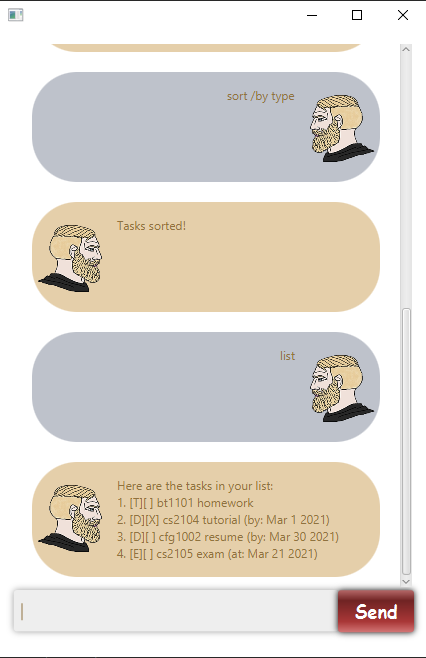 sort /by type
Tasks sorted!
list
Here are the tasks in your list:
1. [T][ ] bt1101 homework
2. [D][X] cs2104 tutorial (by: Mar 1 2021)
3. [D][ ] cfg1002 resume (by: Mar 30 2021)
4. [E][ ] cs2105 exam (at: Mar 21 2021)
Send